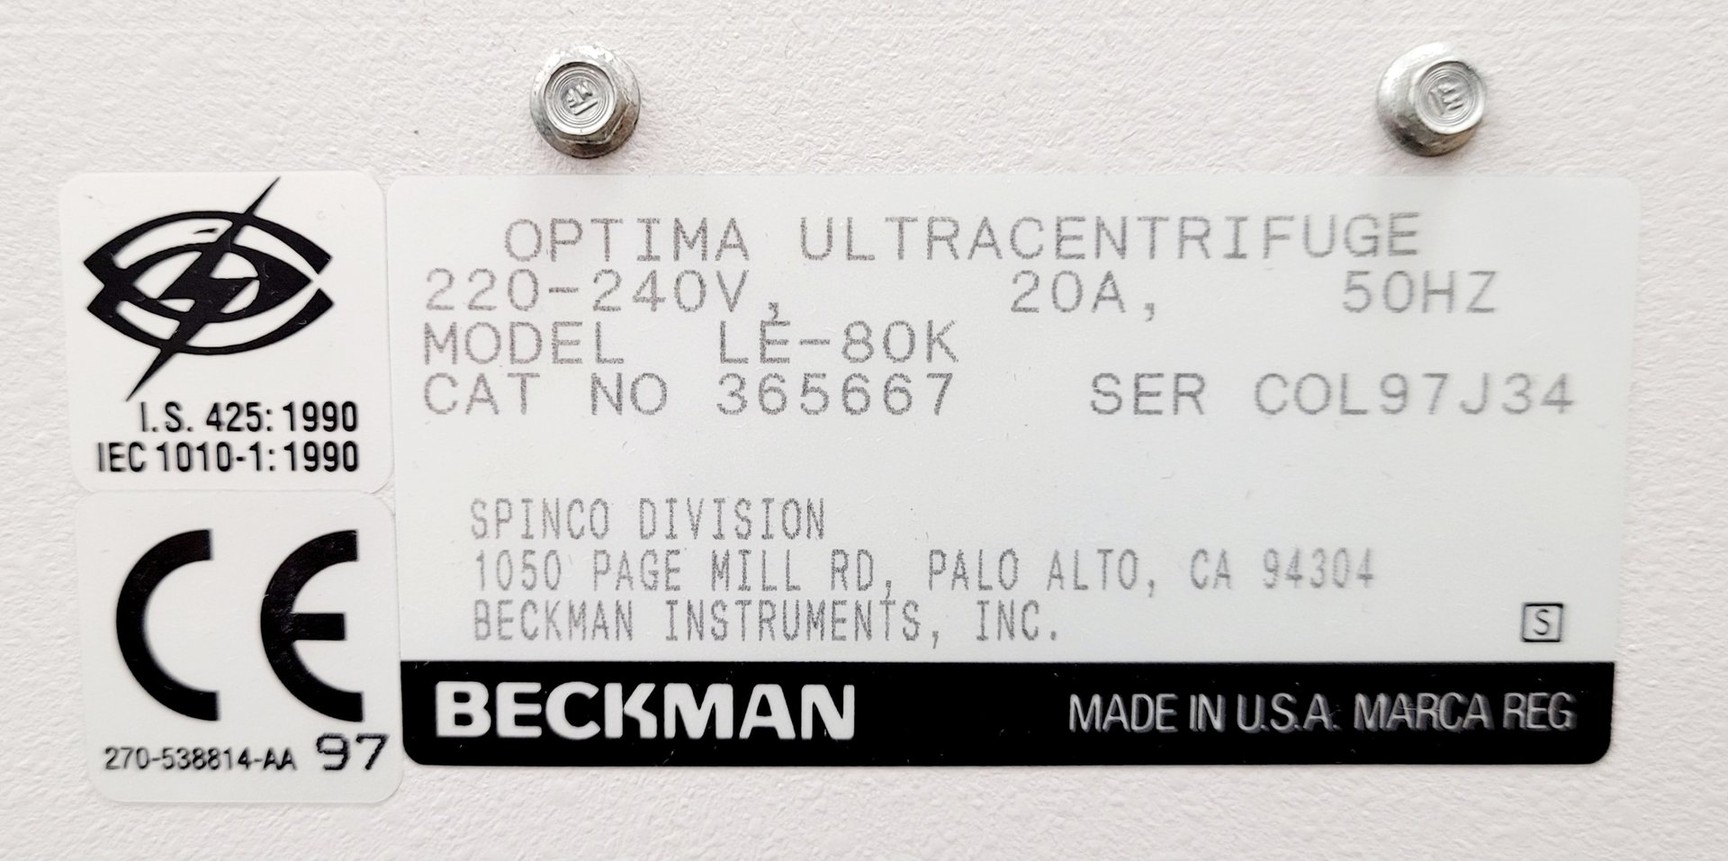 OPTIMA ULTRACENTRIFUGE
220-240V, 20A, 50HZ
MODEL LE-80K
CAT NO 365667 SER COL97J34
SPINCO DIVISION
1050 PAGE MILL RD, PALO ALTO, CA 94304
BECKMAN INSTRUMENTS, INC.
S
BECKMAN MADE IN U.S.A. MARCA REG
I.S. 425: 1990
IEC 1010-1: 1990
CE
270-538814-AA 97